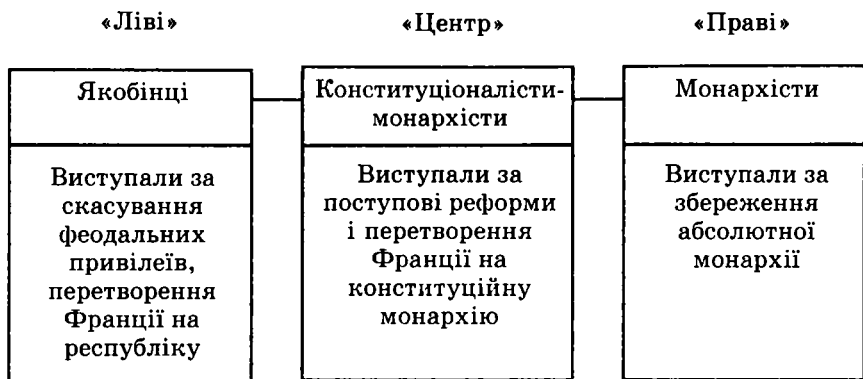 «Ліві»
«Центр»
«Праві»
Якобінці
Конституціоналісти-
монархісти
Монархісти
Виступали за
скасування
феодальних
привілеїв,
перетворення
Франції на
республіку
Виступали за
поступові реформи
і перетворення
Франції на
конституційну
монархію
Виступали за
збереження
абсолютної
монархії